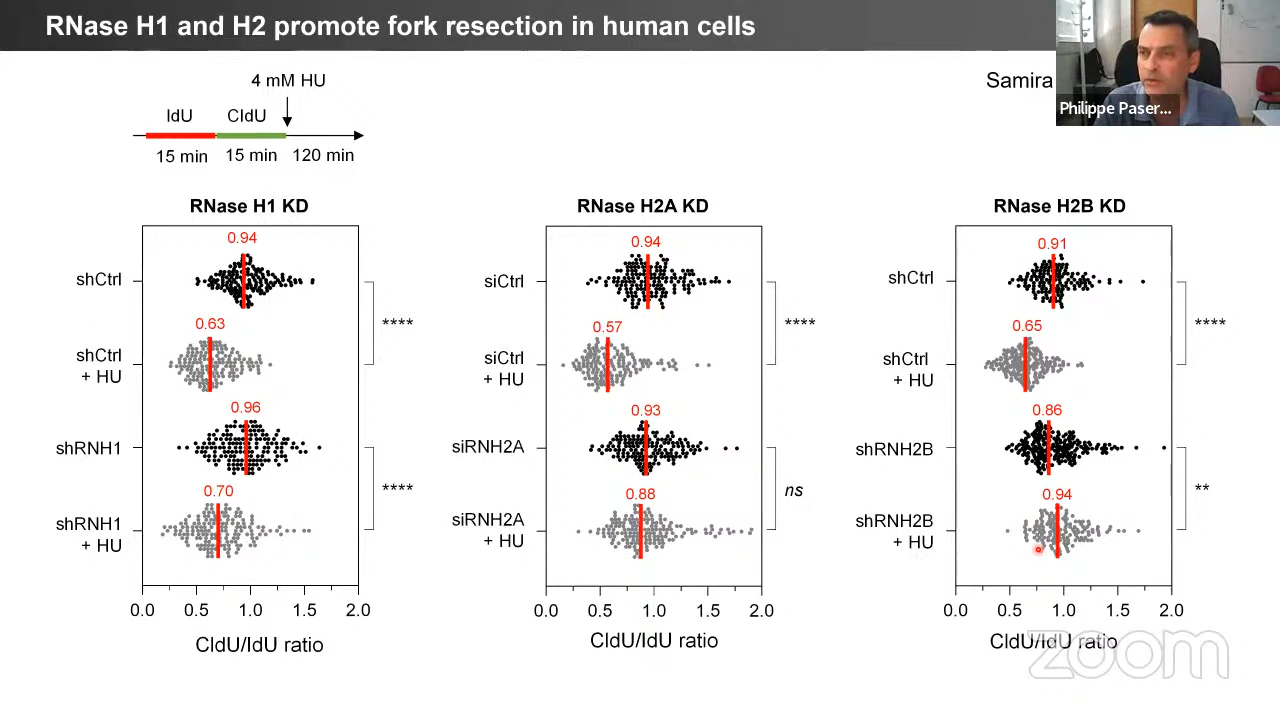 RNase H1 and H2 promote fork resection in human cells
Samira
Philippe Paser...
4 mM HU
IdU
CldU
15 min
15 min
120 min
RNase H1 KD
0.94
shCtrl
0.63
****
shCtrl
+ HU
0.96
shRNH1
0.70
****
shRNH1
+ HU
0.0
0.5
1.0
1.5
2.0
CldU/IdU ratio
RNase H2A KD
0.94
siCtrl
0.57
****
siCtrl
+ HU
0.93
siRNH2A
0.88
ns
siRNH2A
+ HU
0.0
0.5
1.0
1.5
2.0
CldU/IdU ratio
RNase H2B KD
0.91
shCtrl
0.65
****
shCtrl
+ HU
0.86
shRNH2B
0.94
**
shRNH2B
+ HU
0.0
0.5
1.0
1.5
2.0
CldU/IdU ratio
zoom